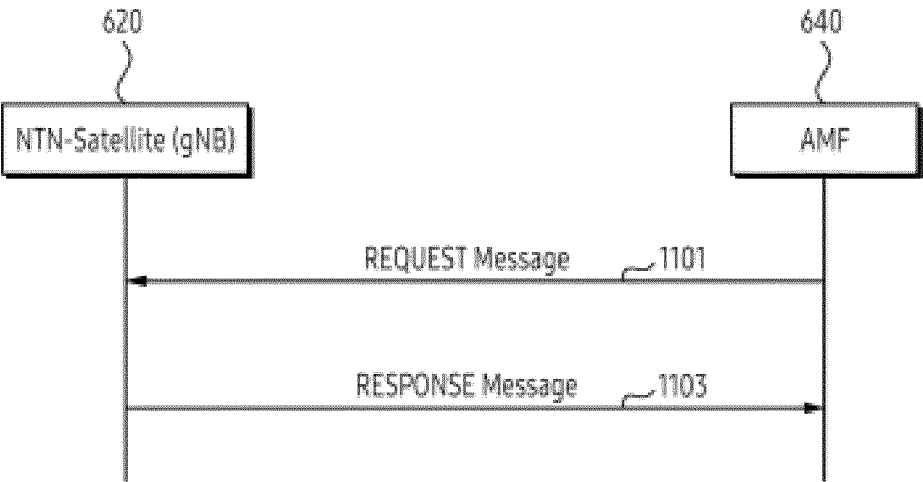 620
640
NTN-Satellite (gNB)
AMF
REQUEST Message
1101
RESPONSE Message
1103